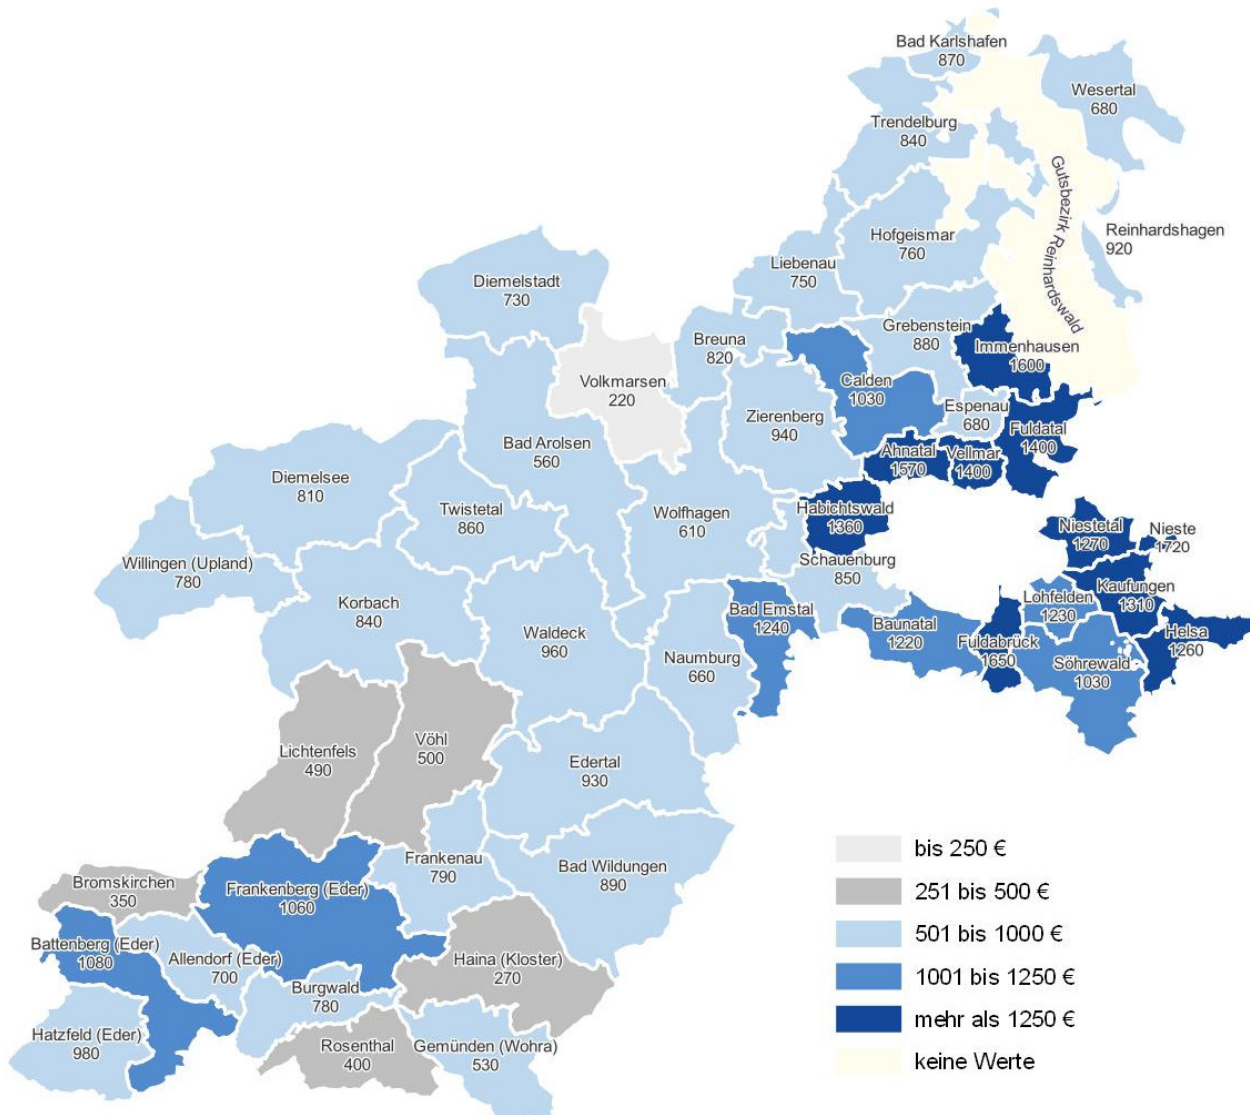 Bad Karlshafen
870
Wesertal
680
Trendelburg
840
Gutsbezirk Reinhardswald
Reinhardshagen
920
Hofgeismar
760
Liebenau
750
Diemelstadt
730
Grebenstein
880
Breuna
820
Immenhausen
1600
Volkmarsen
220
Calden
1030
Espenau
680
Zierenberg
940
Fuldatal
1400
Bad Arolsen
560
Ahnatal
1570
Vellmar
1400
Diemelsee
810
Twistetal
860
Wolfhagen
610
Habichtswald
1360
Niestetal
1270
Nieste
1720
Willingen (Upland)
780
Schauenburg
850
Kaufungen
1310
Korbach
840
Lohfelden
1230
Bad Emstal
1240
Baunatal
1220
Waldeck
960
Fuldabrück
1650
Helsa
1260
Naumburg
660
Söhrewald
1030
Vöhl
500
Lichtenfels
490
Edertal
930
Frankenau
790
Bad Wildungen
890
Bromskirchen
350
Frankenberg (Eder)
1060
Battenberg (Eder)
1080
Allendorf (Eder)
700
Haina (Kloster)
270
Burgwald
780
Hatzfeld (Eder)
980
Rosenthal
400
Gemünden (Wohra)
530
bis 250 €
251 bis 500 €
501 bis 1000 €
1001 bis 1250 €
mehr als 1250 €
keine Werte